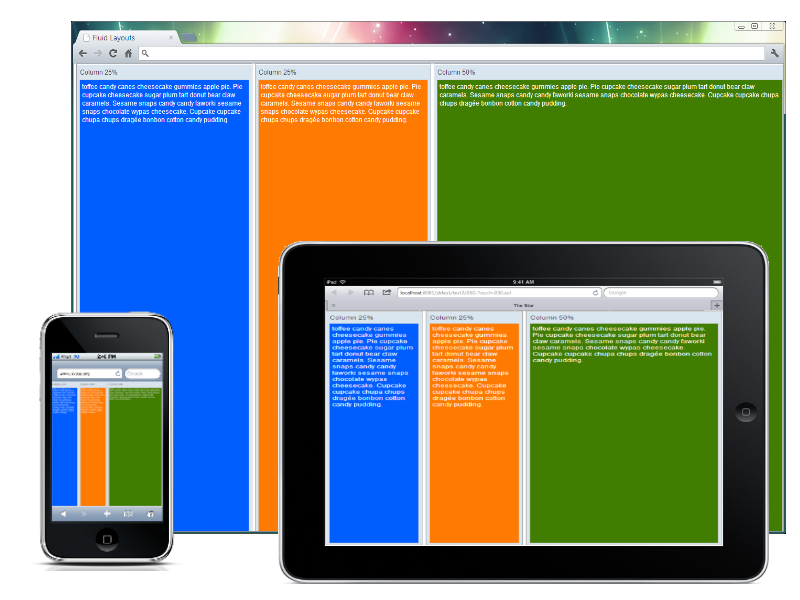 Fluid Layouts
Column 25%
toffee candy canes cheesecake gummies apple pie. Pie
cupcake cheesecake sugar plum tart donut bear claw
caramels. Sesame snaps candy candy faworki sesame
snaps chocolate wypas cheesecake. Cupcake cupcake
chupa chups dragée bonbon cotton candy pudding.
Column 25%
toffee candy canes cheesecake gummies apple pie. Pie
cupcake cheesecake sugar plum tart donut bear claw
caramels. Sesame snaps candy candy faworki sesame
snaps chocolate wypas cheesecake. Cupcake cupcake
chupa chups dragée bonbon cotton candy pudding.
Column 50%
toffee candy canes cheesecake gummies apple pie. Pie cupcake cheesecake sugar plum tart donut bear claw
caramels. Sesame snaps candy candy faworki sesame snaps chocolate wypas cheesecake. Cupcake cupcake chupa
chups dragée bonbon cotton candy pudding.
iPad
9:41 AM
The Star
Column 25%
toffee candy canes
cheesecake gummies
apple pie. Pie cupcake
cheesecake sugar plum
tart donut bear claw
caramels. Sesame
snaps candy candy
faworki sesame snaps
chocolate wypas
cheesecake. Cupcake
cupcake chupa chups
dragée bonbon cotton
candy pudding.
Column 25%
toffee candy canes
cheesecake gummies
apple pie. Pie cupcake
cheesecake sugar plum
tart donut bear claw
caramels. Sesame
snaps candy candy
faworki sesame snaps
chocolate wypas
cheesecake. Cupcake
cupcake chupa chups
dragée bonbon cotton
candy pudding.
Column 50%
toffee candy canes cheesecake gummies apple pie.
Pie cupcake cheesecake sugar plum tart donut bear
claw caramels. Sesame snaps candy candy faworki
sesame snaps chocolate wypas cheesecake.
Cupcake cupcake chupa chups dragée bonbon cotton
candy pudding.